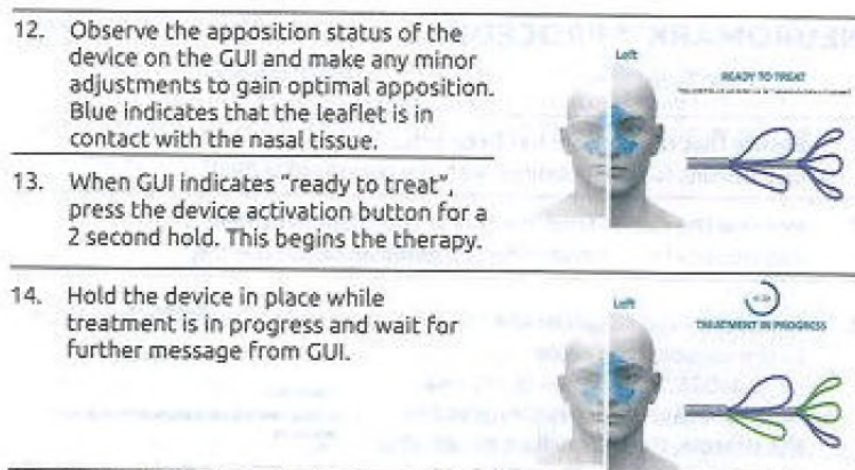 12. Observe the apposition status of the
device on the GUI and make any minor
adjustments to gain optimal apposition.
Blue indicates that the leaflet is in
contact with the nasal tissue.
Left
READY TO TREAT
13. When GUI indicates "ready to treat",
press the device activation button for a
2 second hold. This begins the therapy.
14. Hold the device in place while
treatment is in progress and wait for
further message from GUI.
Left
TREATMENT IN PROGRESS